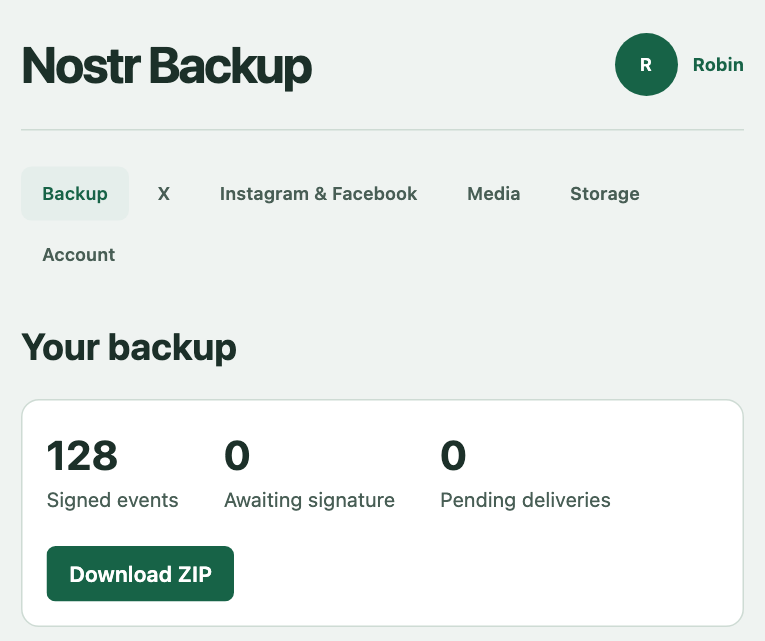 Nostr Backup
R Robin
Backup X Instagram & Facebook Media Storage
Account
Your backup
128 0 0
Signed events Awaiting signature Pending deliveries
Download ZIP